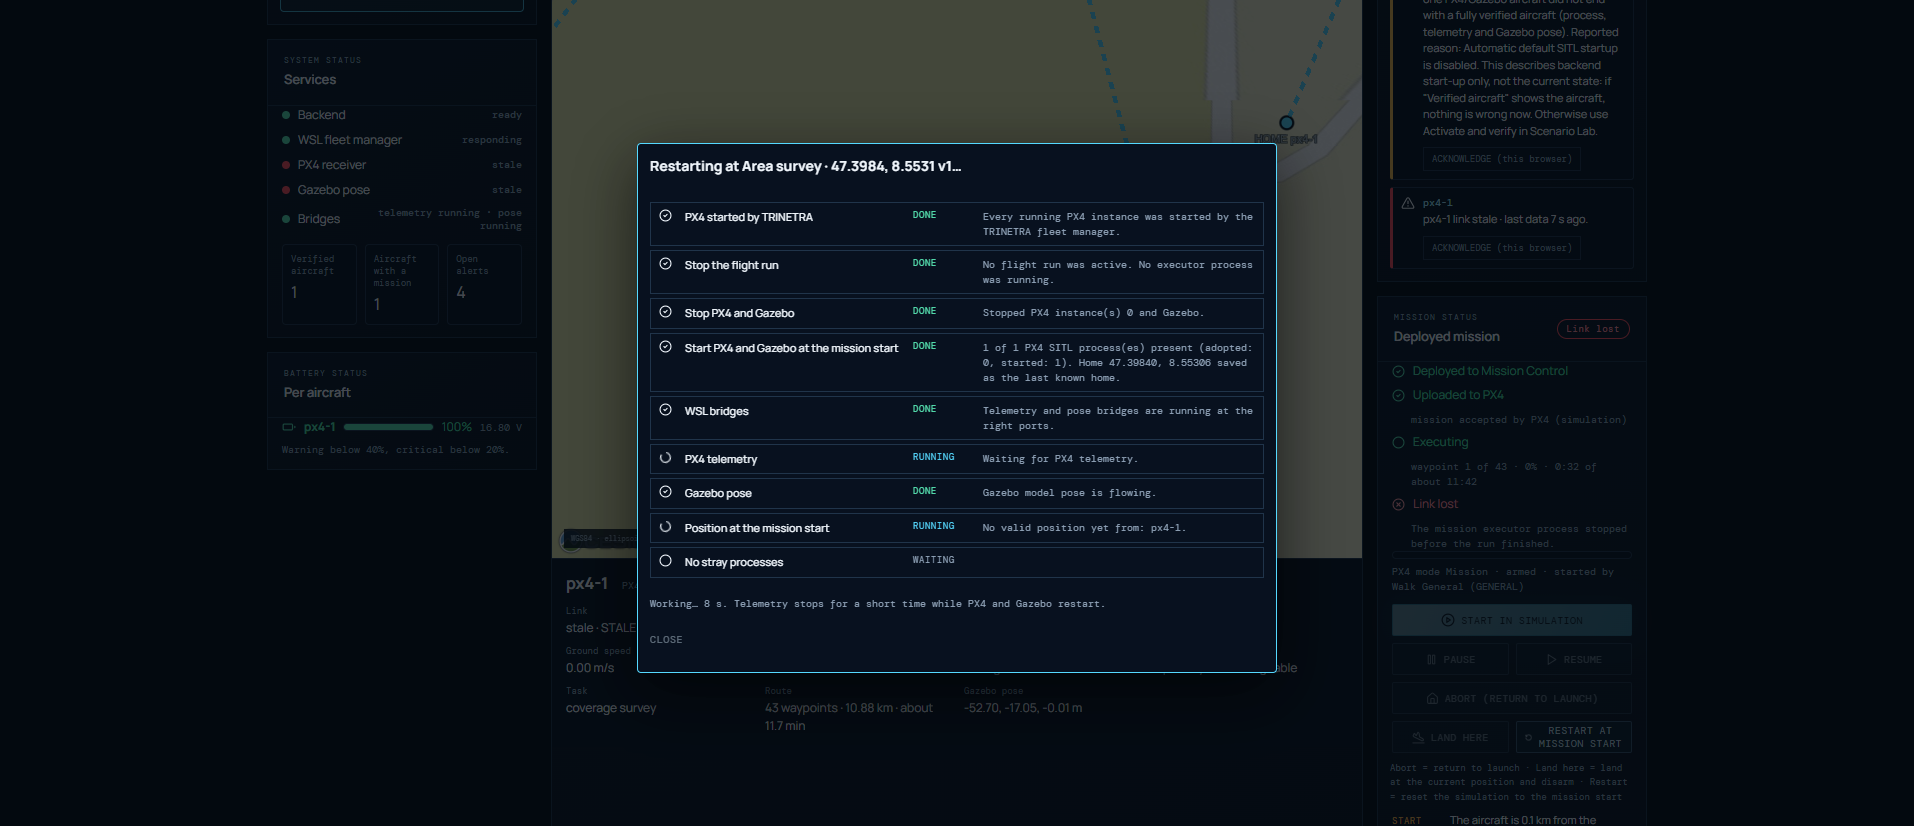 SYSTEM STATUS
Services
Backend ready
WSL fleet manager responding
PX4 receiver stale
Gazebo pose stale
Bridges telemetry running · pose
running
Verified
aircraft
1
Aircraft
with a
mission
1
Open
alerts
4
BATTERY STATUS
Per aircraft
px4-1 100% 16.80 V
Warning below 40%, critical below 20%.
HOME px4-1
Restarting at Area survey · 47.3984, 8.5531 v1…
PX4 started by TRINETRA DONE Every running PX4 instance was started by the
TRINETRA fleet manager.
Stop the flight run DONE No flight run was active. No executor process
was running.
Stop PX4 and Gazebo DONE Stopped PX4 instance(s) 0 and Gazebo.
Start PX4 and Gazebo at the mission start DONE 1 of 1 PX4 SITL process(es) present (adopted:
0, started: 1). Home 47.39840, 8.55306 saved
as the last known home.
WSL bridges DONE Telemetry and pose bridges are running at the
right ports.
PX4 telemetry RUNNING Waiting for PX4 telemetry.
Gazebo pose DONE Gazebo model pose is flowing.
Position at the mission start RUNNING No valid position yet from: px4-1.
No stray processes WAITING
Working… 8 s. Telemetry stops for a short time while PX4 and Gazebo restart.
CLOSE
WGS84 · ellipso
px4-1 PX
Link
stale · STALE
Ground speed
0.00 m/s
able
Task
coverage survey
Route
43 waypoints · 10.88 km · about
11.7 min
Gazebo pose
-52.70, -17.05, -0.01 m
one PX4/Gazebo aircraft did not end
with a fully verified aircraft (process,
telemetry and Gazebo pose). Reported
reason: Automatic default SITL startup
is disabled. This describes backend
start-up only, not the current state: if
"Verified aircraft" shows the aircraft,
nothing is wrong now. Otherwise use
Activate and verify in Scenario Lab.
ACKNOWLEDGE (this browser)
px4-1
px4-1 link stale · last data 7 s ago.
ACKNOWLEDGE (this browser)
MISSION STATUS
Deployed mission
Link lost
Deployed to Mission Control
Uploaded to PX4
mission accepted by PX4 (simulation)
Executing
waypoint 1 of 43 · 0% · 0:32 of
about 11:42
Link lost
The mission executor process stopped
before the run finished.
PX4 mode Mission · armed · started by
Walk General (GENERAL)
START IN SIMULATION
PAUSE
RESUME
ABORT (RETURN TO LAUNCH)
LAND HERE
RESTART AT
MISSION START
Abort = return to launch · Land here = land
at the current position and disarm · Restart
= reset the simulation to the mission start
START The aircraft is 0.1 km from the